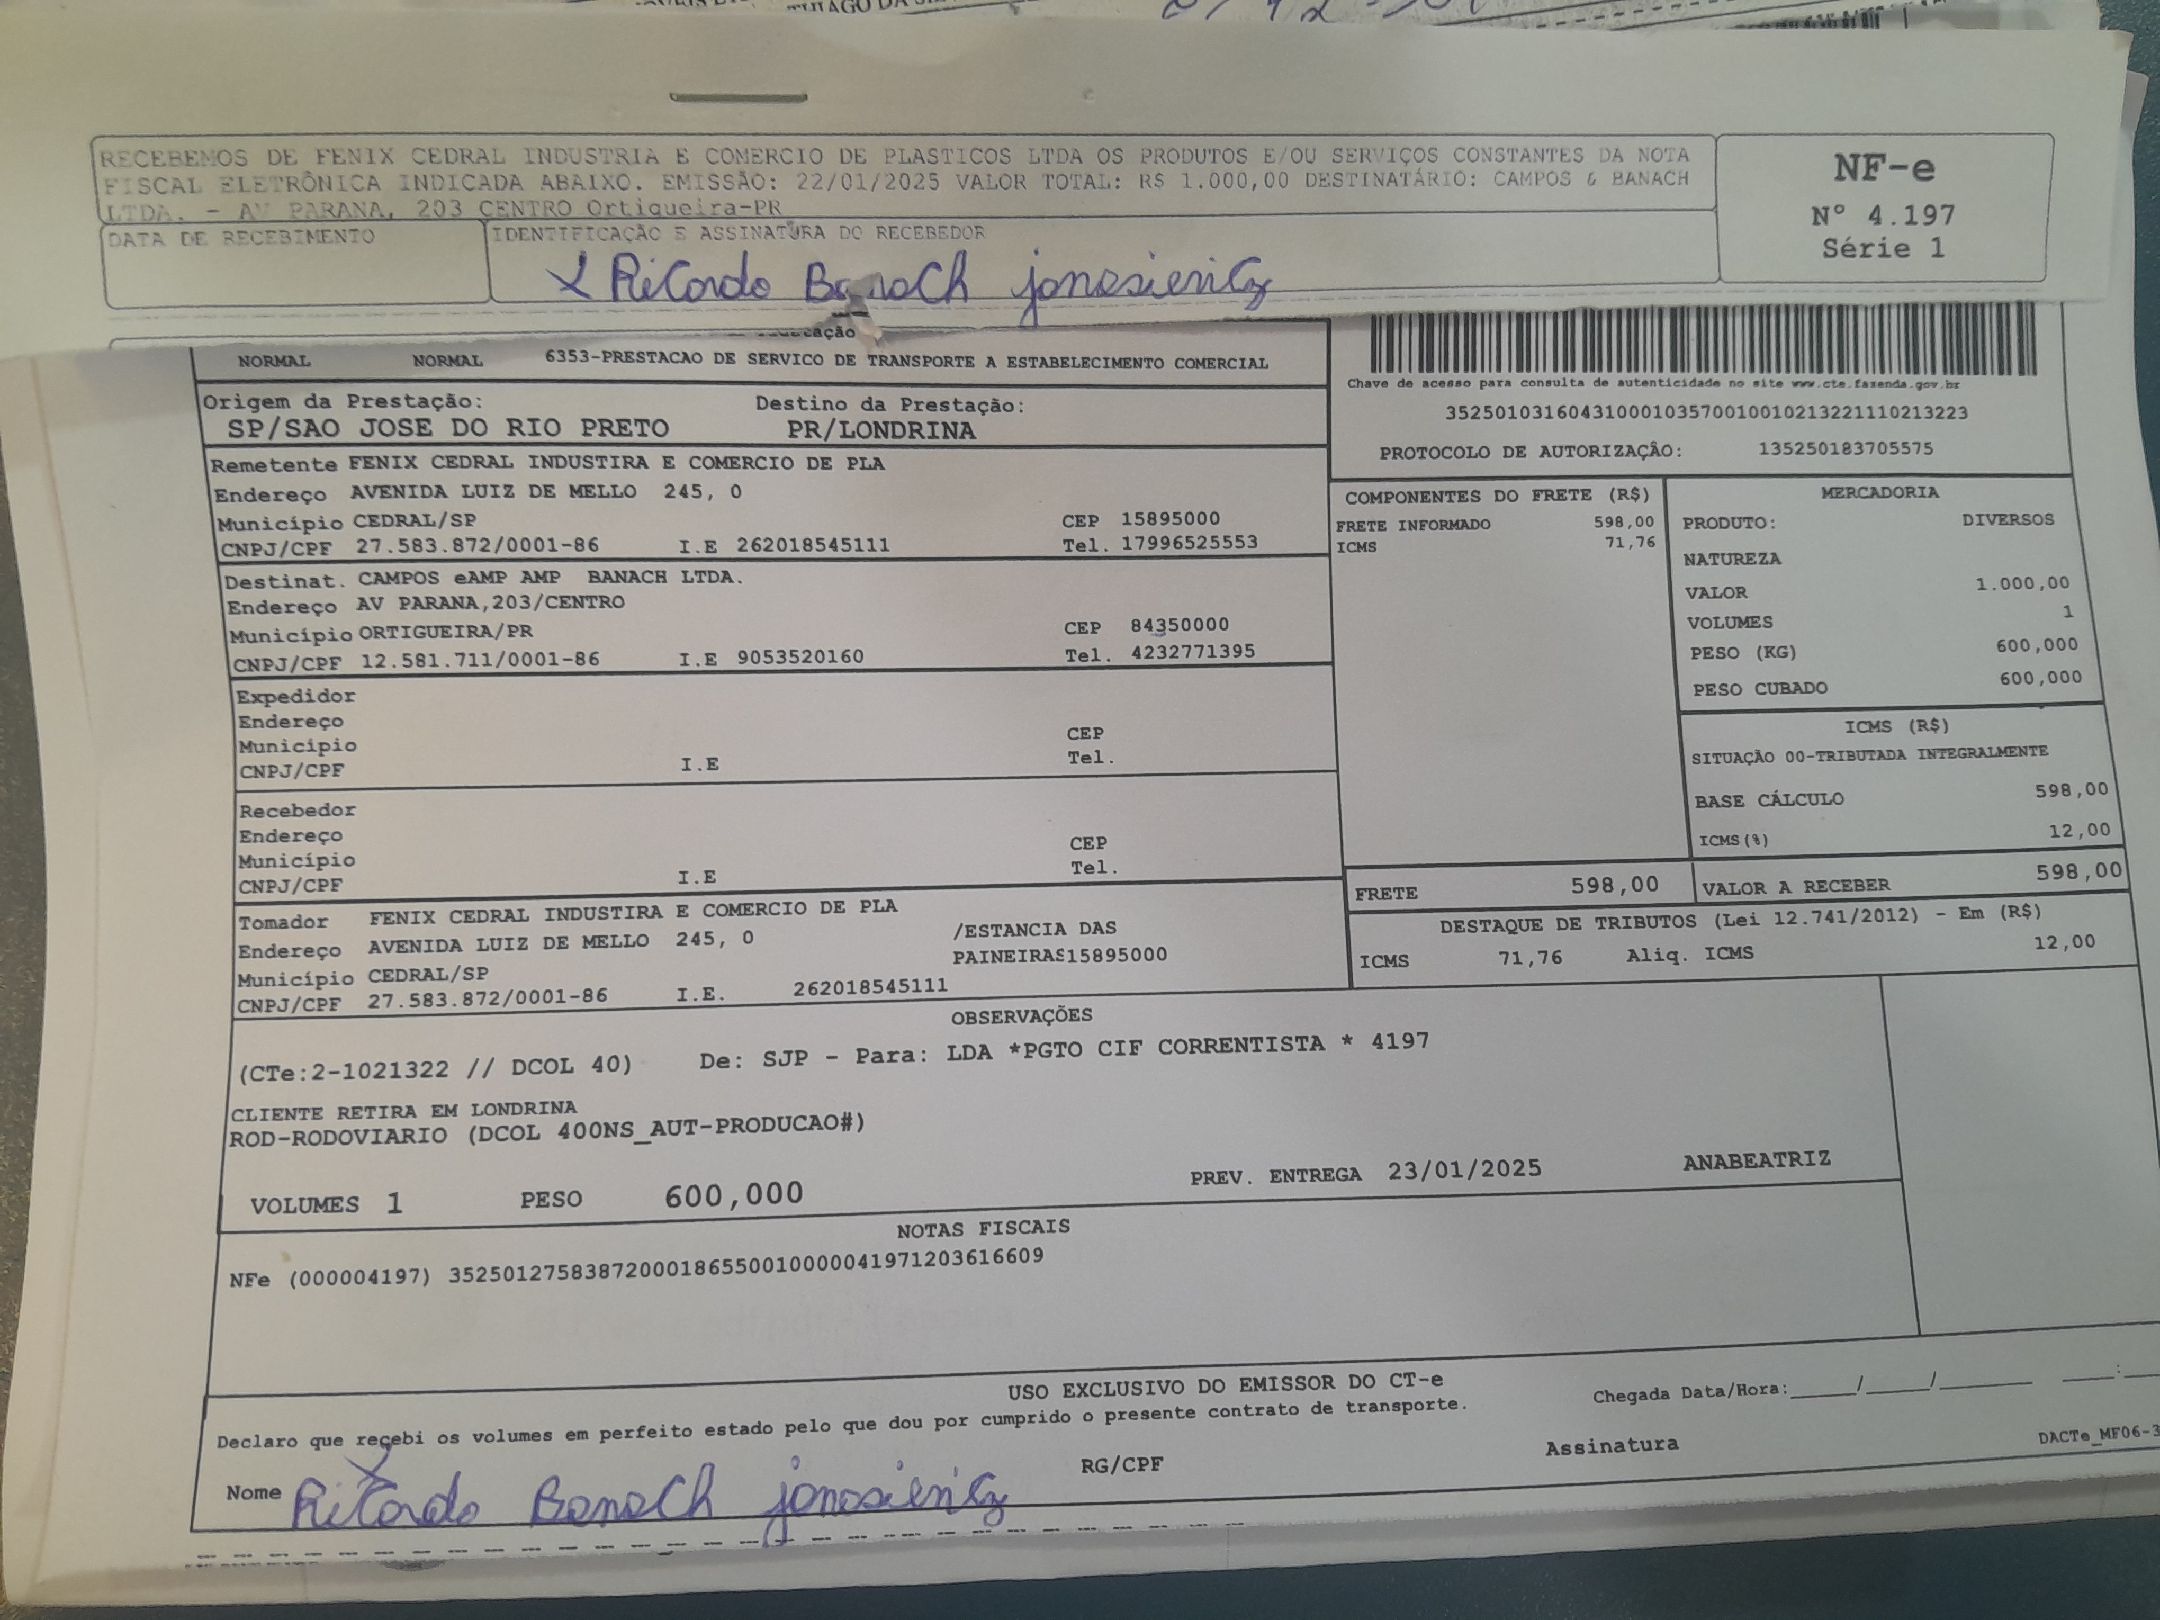 RECEBEMOS DE FENIX CEDRAL INDUSTRIA E COMERCIO DE PLASTICOS LTDA OS PRODUTOS E/OU SERVIÇOS CONSTANTES DA NOTA
FISCAL ELETRÔNICA INDICADA ABAIXO. EMISSÃO: 22/01/2025 VALOR TOTAL: R$ 1.000,00 DESTINATÁRIO: CAMPOS & BANACH
LTDA. - AV PARANA, 203 CENTRO Ortigueira-PR
NF-e
Nº 4.197
Série 1
DATA DE RECEBIMENTO
IDENTIFICAÇÃO E ASSINATURA DO RECEBEDOR
Ricardo Banach
NORMAL NORMAL 6353-PRESTACAO DE SERVICO DE TRANSPORTE A ESTABELECIMENTO COMERCIAL
Chave de acesso para consulta de autenticidade no site www.cte.fazenda.gov.br
35250103160431000103570010010213221110213223
PROTOCOLO DE AUTORIZAÇÃO: 135250183705575
Origem da Prestação: Destino da Prestação:
SP/SAO JOSE DO RIO PRETO PR/LONDRINA
Remetente FENIX CEDRAL INDUSTIRA E COMERCIO DE PLA
Endereço AVENIDA LUIZ DE MELLO 245, 0
Município CEDRAL/SP CEP 15895000
CNPJ/CPF 27.583.872/0001-86 I.E 262018545111 Tel. 17996525553
Destinat. CAMPOS eAMP AMP BANACH LTDA.
Endereço AV PARANA,203/CENTRO
Município ORTIGUEIRA/PR CEP 84350000
CNPJ/CPF 12.581.711/0001-86 I.E 9053520160 Tel. 4232771395
Expedidor
Endereço
Município CEP
CNPJ/CPF I.E Tel.
Recebedor
Endereço
Município CEP
CNPJ/CPF I.E Tel.
Tomador FENIX CEDRAL INDUSTIRA E COMERCIO DE PLA
Endereço AVENIDA LUIZ DE MELLO 245, 0 /ESTANCIA DAS
PAINEIRAS15895000
Município CEDRAL/SP
CNPJ/CPF 27.583.872/0001-86 I.E. 262018545111
COMPONENTES DO FRETE (R$)
FRETE INFORMADO 598,00
ICMS 71,76
MERCADORIA
PRODUTO: DIVERSOS
NATUREZA
VALOR 1.000,00
VOLUMES 1
PESO (KG) 600,000
PESO CUBADO 600,000
ICMS (R$)
SITUAÇÃO 00-TRIBUTADA INTEGRALMENTE
BASE CÁLCULO 598,00
ICMS(%) 12,00
FRETE 598,00 VALOR A RECEBER 598,00
DESTAQUE DE TRIBUTOS (Lei 12.741/2012) - Em (R$)
ICMS 71,76 Aliq. ICMS 12,00
OBSERVAÇÕES
(CTe:2-1021322 // DCOL 40) De: SJP - Para: LDA *PGTO CIF CORRENTISTA * 4197
CLIENTE RETIRA EM LONDRINA
ROD-RODOVIARIO (DCOL 400NS_AUT-PRODUCAO#)
VOLUMES 1 PESO 600,000 PREV. ENTREGA 23/01/2025 ANABEATRIZ
NOTAS FISCAIS
NFe (000004197) 35250127583872000186550010000041971203616609
USO EXCLUSIVO DO EMISSOR DO CT-e
Declaro que recebi os volumes em perfeito estado pelo que dou por cumprido o presente contrato de transporte.
Chegada Data/Hora:_____/_____/_______ ____:
Nome Ricardo Banach
RG/CPF
Assinatura
DACTe_MF06-3